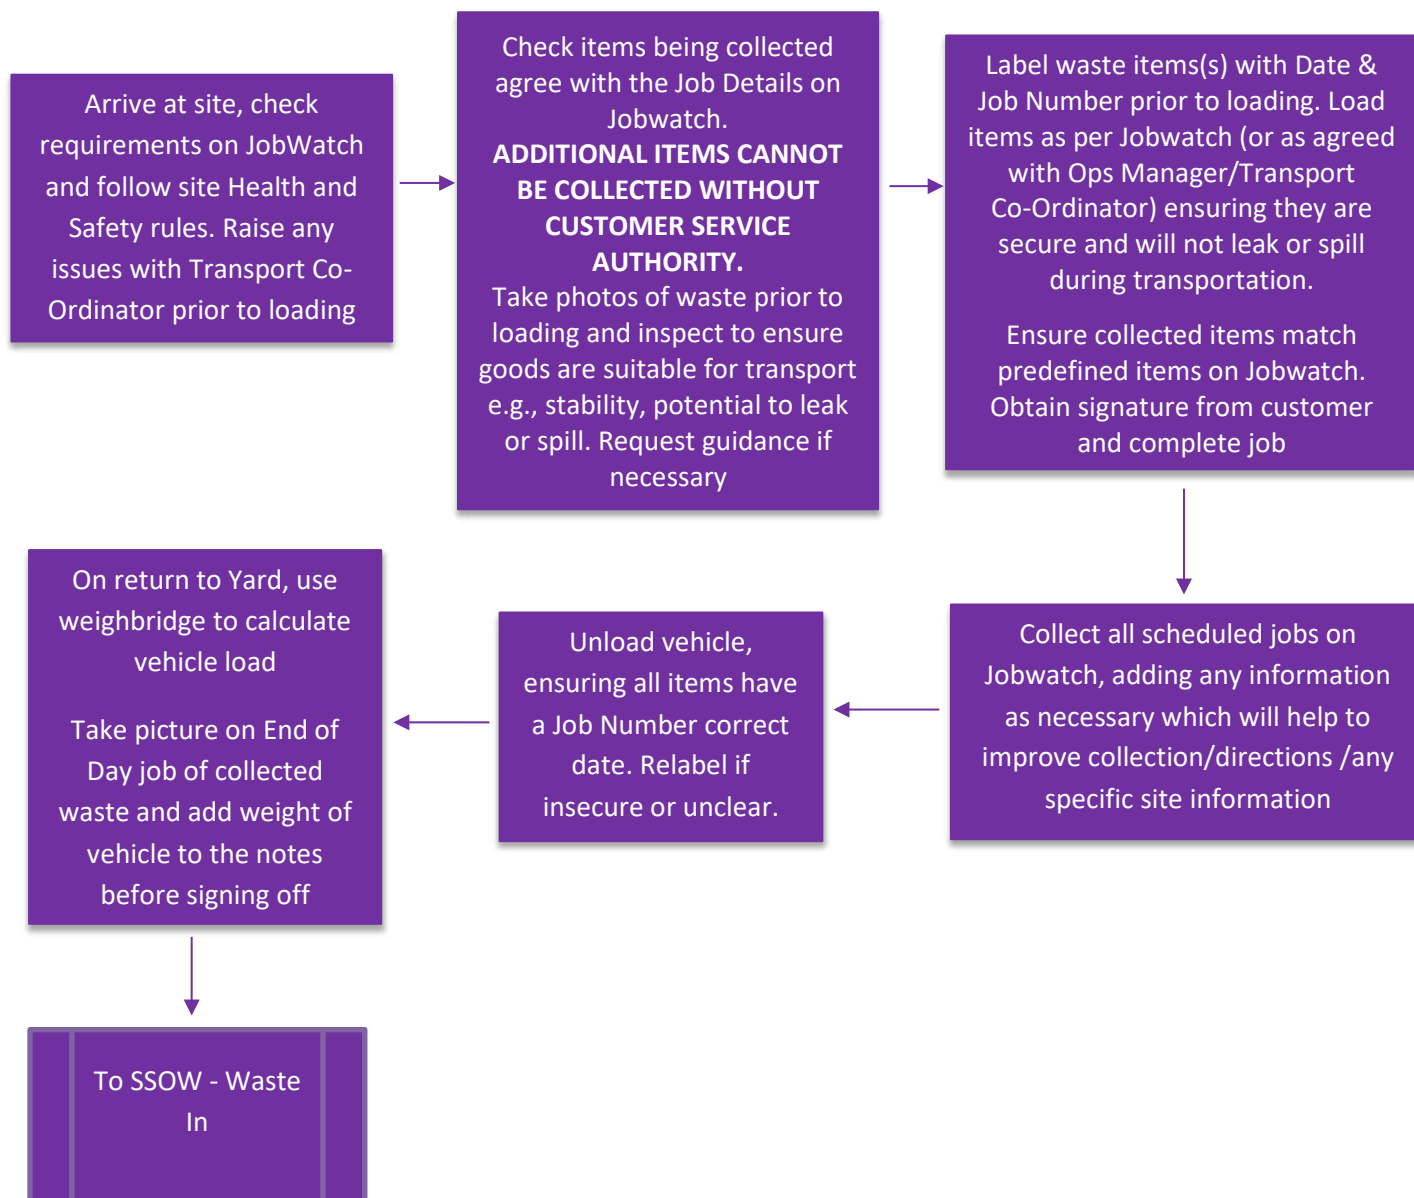 Arrive at site, check
requirements on JobWatch
and follow site Health and
Safety rules. Raise any
issues with Transport Co-
Ordinator prior to loading
Check items being collected
agree with the Job Details on
Jobwatch.
ADDITIONAL ITEMS CANNOT
BE COLLECTED WITHOUT
CUSTOMER SERVICE
AUTHORITY.
Take photos of waste prior to
loading and inspect to ensure
goods are suitable for transport
e.g., stability, potential to leak
or spill. Request guidance if
necessary
Label waste items(s) with Date &
Job Number prior to loading. Load
items as per Jobwatch (or as agreed
with Ops Manager/Transport
Co-Ordinator) ensuring they are
secure and will not leak or spill
during transportation.
Ensure collected items match
predefined items on Jobwatch.
Obtain signature from customer
and complete job
Collect all scheduled jobs on
Jobwatch, adding any information
as necessary which will help to
improve collection/directions /any
specific site information
Unload vehicle,
ensuring all items have
a Job Number correct
date. Relabel if
insecure or unclear.
On return to Yard, use
weighbridge to calculate
vehicle load
Take picture on End of
Day job of collected
waste and add weight of
vehicle to the notes
before signing off
To SSOW - Waste
In